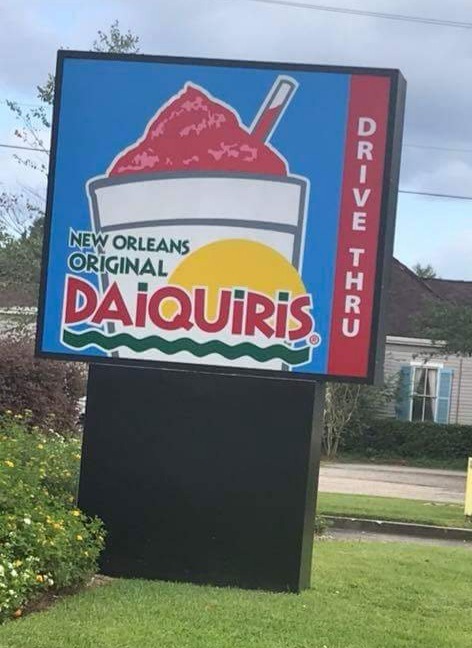 NEW ORLEANS
ORIGINAL
DAiQUiRiS®
DRIVE THRU